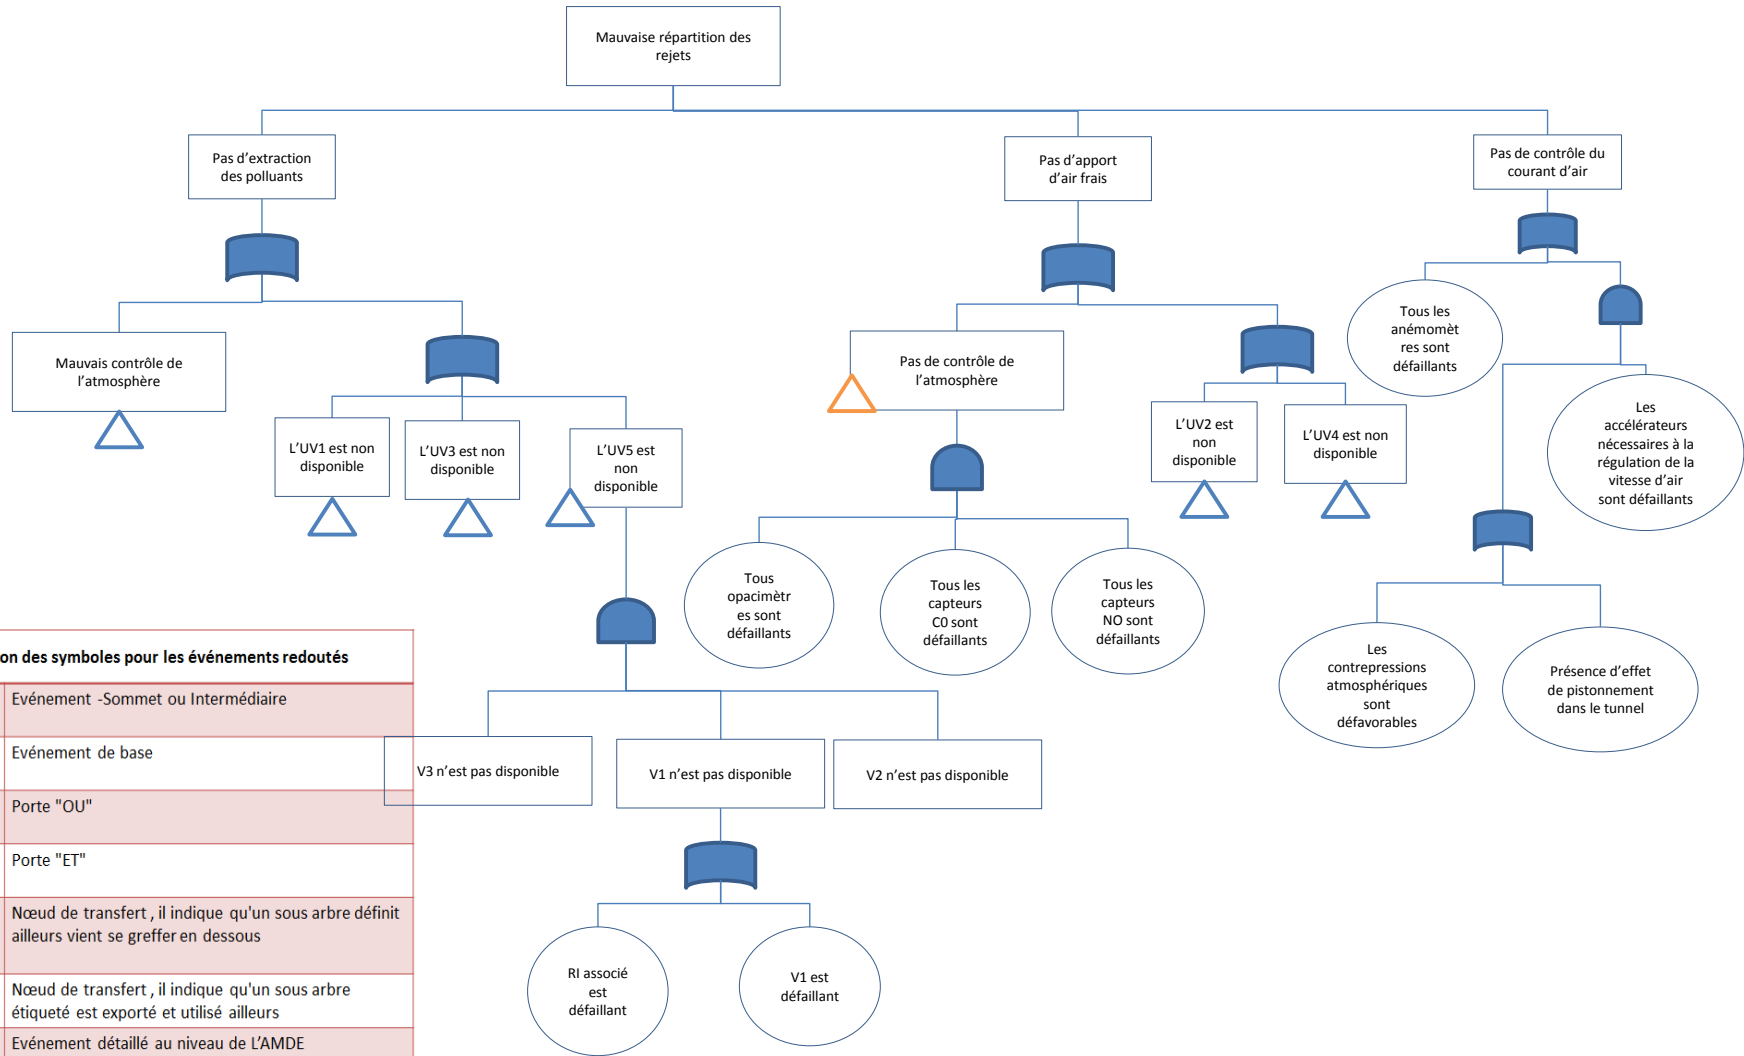 Mauvaise répartition des
rejets
Pas d'extraction
des polluants
Pas d'apport
d'air frais
Pas de contrôle du
courant d'air
Mauvais contrôle de
l'atmosphère
L'UV1 est non
disponible
L'UV3 est non
disponible
L'UV5 est
non
disponible
Pas de contrôle de
l'atmosphère
L'UV2 est
non
disponible
L'UV4 est non
disponible
Tous les
anémomèt
res sont
défaillants
Les
accélérateurs
nécessaires à la
régulation de la
vitesse d'air
sont défaillants
Tous
opacimètr
es sont
défaillants
Tous les
capteurs
C0 sont
défaillants
Tous les
capteurs
NO sont
défaillants
Les
contrepressions
atmosphériques
sont
défavorables
Présence d'effet
de pistonnement
dans le tunnel
V3 n'est pas disponible
V1 n'est pas disponible
V2 n'est pas disponible
RI associé
est
défaillant
V1 est
défaillant
on des symboles pour les événements redoutés
Evénement -Sommet ou Intermédiaire
Evénement de base
Porte "OU"
Porte "ET"
Nœud de transfert , il indique qu'un sous arbre définit
ailleurs vient se greffer en dessous
Nœud de transfert , il indique qu'un sous arbre
étiqueté est exporté et utilisé ailleurs
Evénement détaillé au niveau de L'AMDE